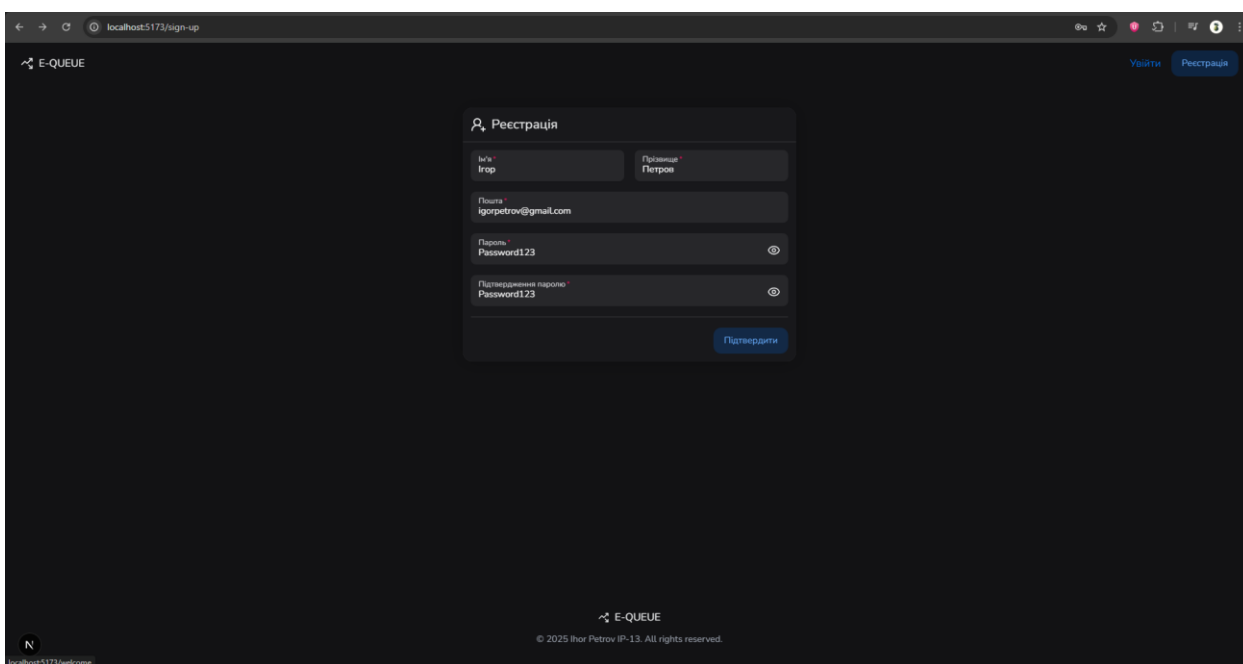 localhost:5173/sign-up
E-QUEUE
Увійти
Реєстрація
Реєстрація
Ім'я *
Ігор
Прізвище *
Петров
Пошта *
igorpetrov@gmail.com
Пароль *
Password123
Підтвердження паролю *
Password123
Підтвердити
E-QUEUE
© 2025 Ihor Petrov IP-13. All rights reserved.
N
localhost:5173/welcome